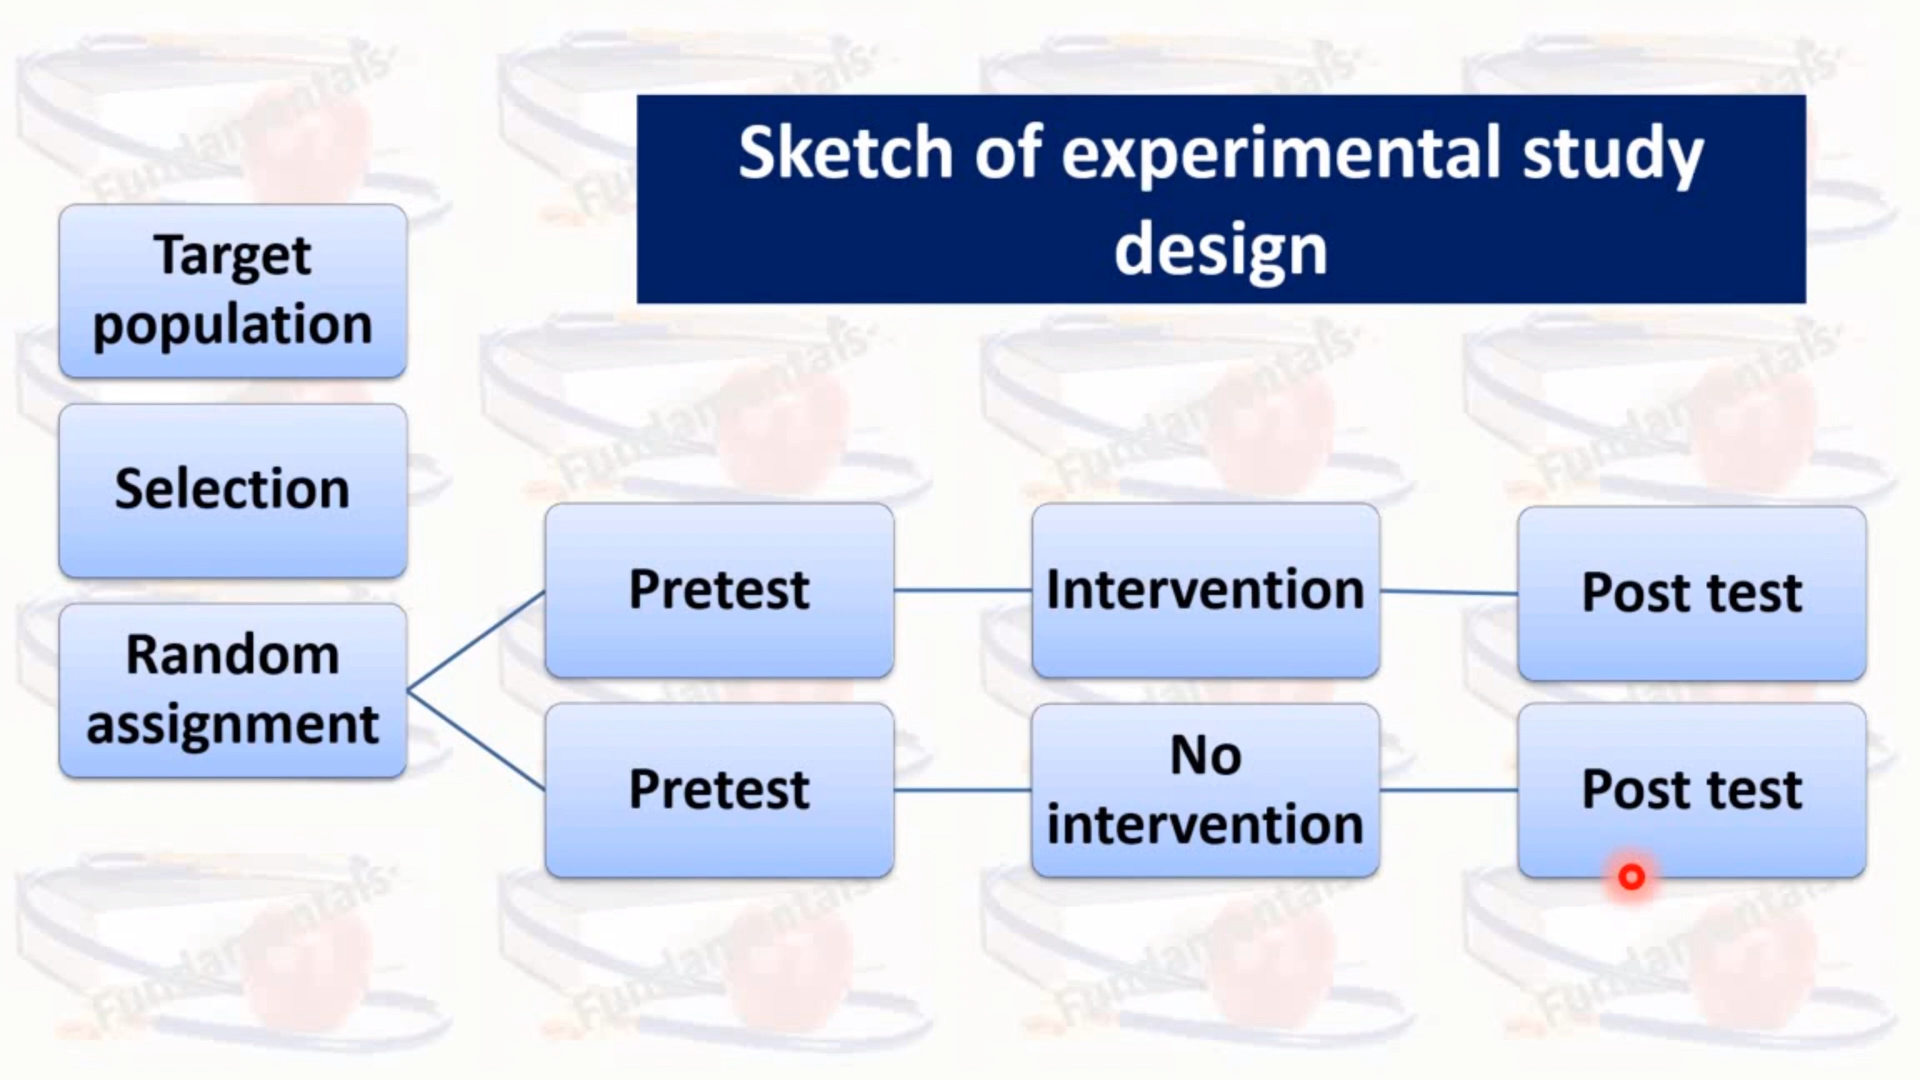 Sketch of experimental study
design
Target
population
Selection
Random
assignment
Pretest
Intervention
Post test
Pretest
No
intervention
Post test
Fundamentals